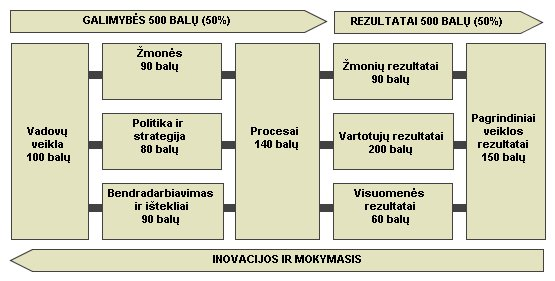 GALIMYBĖS 500 BALŲ (50%)
REZULTATAI 500 BALŲ (50%)
Vadovų
veikla
100 balų
Žmonės
90 balų
Politika ir
strategija
80 balų
Bendradarbiavimas
ir ištekliai
90 balų
Procesai
140 balų
Žmonių rezultatai
90 balų
Vartotujų rezultatai
200 balų
Visuomenės
rezultatai
60 balų
Pagrindiniai
veiklos
rezultatai
150 balų
INOVACIJOS IR MOKYMASIS